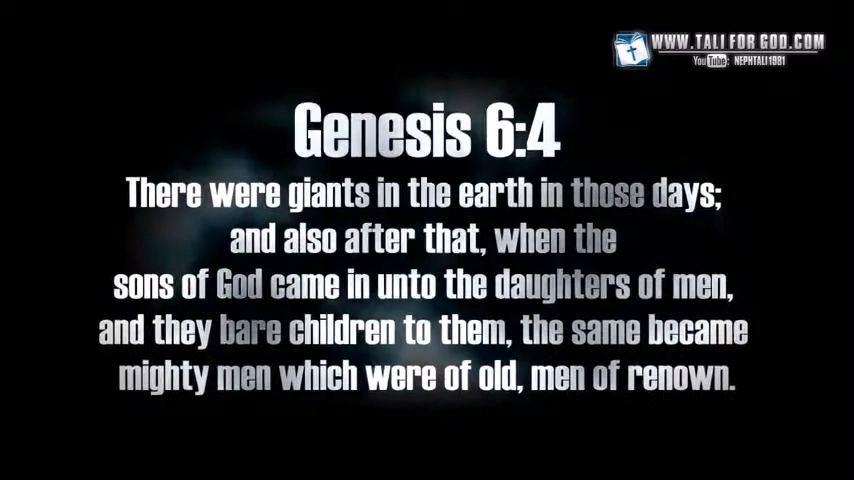 WWW.TALI FOR GOD.COM
YouTube: NEPHTALI1981
Genesis 6:4
There were giants in the earth in those days;
and also after that, when the
sons of God came in unto the daughters of men,
and they bare children to them, the same became
mighty men which were of old, men of renown.